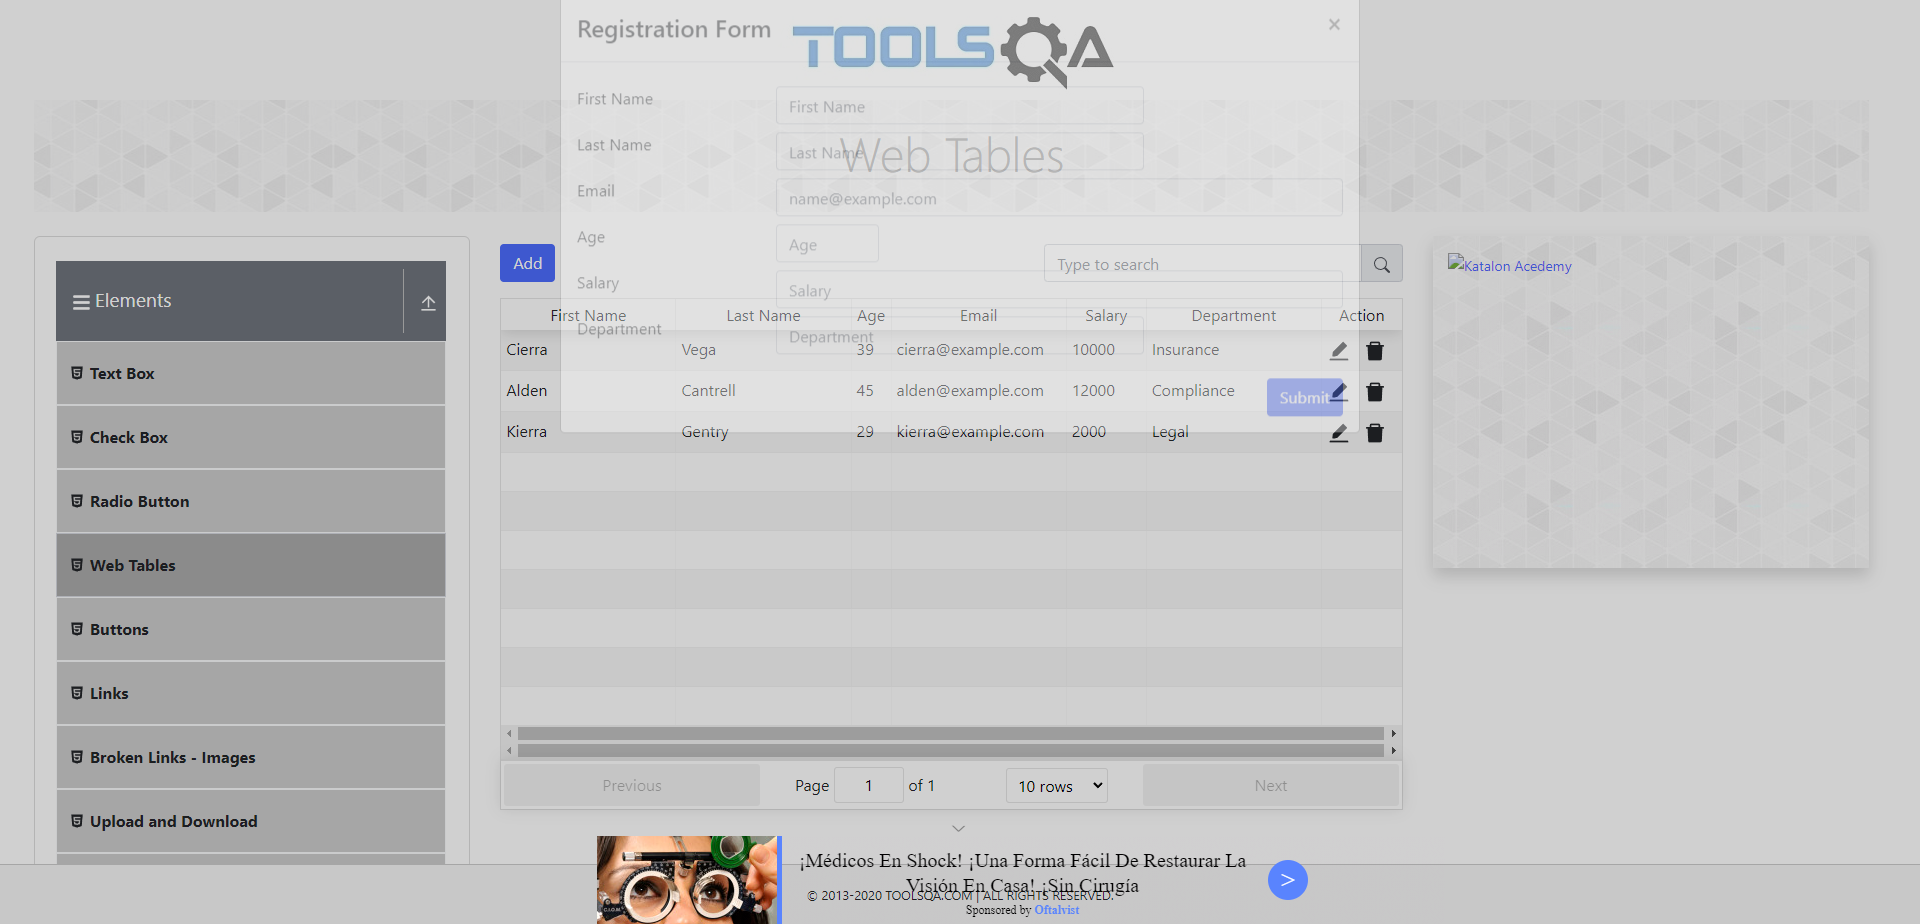 Registration Form
×
TOOLSQA
First Name
First Name
Last Name
Last Name
Web Tables
Email
name@example.com
Age
Age
Salary
Salary
Department
Department
Submit
Elements
Text Box
Check Box
Radio Button
Web Tables
Buttons
Links
Broken Links - Images
Upload and Download
Add
Type to search
First Name Last Name Age Email Salary Department Action
Cierra Vega 39 cierra@example.com 10000 Insurance
Alden Cantrell 45 alden@example.com 12000 Compliance
Kierra Gentry 29 kierra@example.com 2000 Legal
Previous Page 1 of 1 10 rows Next
Katalon Acedemy
¡Médicos En Shock! ¡Una Forma Fácil De Restaurar La
Visión En Casa! ¡Sin Cirugía
© 2013-2020 TOOLSQA.COM | ALL RIGHTS RESERVED.
Sponsored by Oftalvist
>